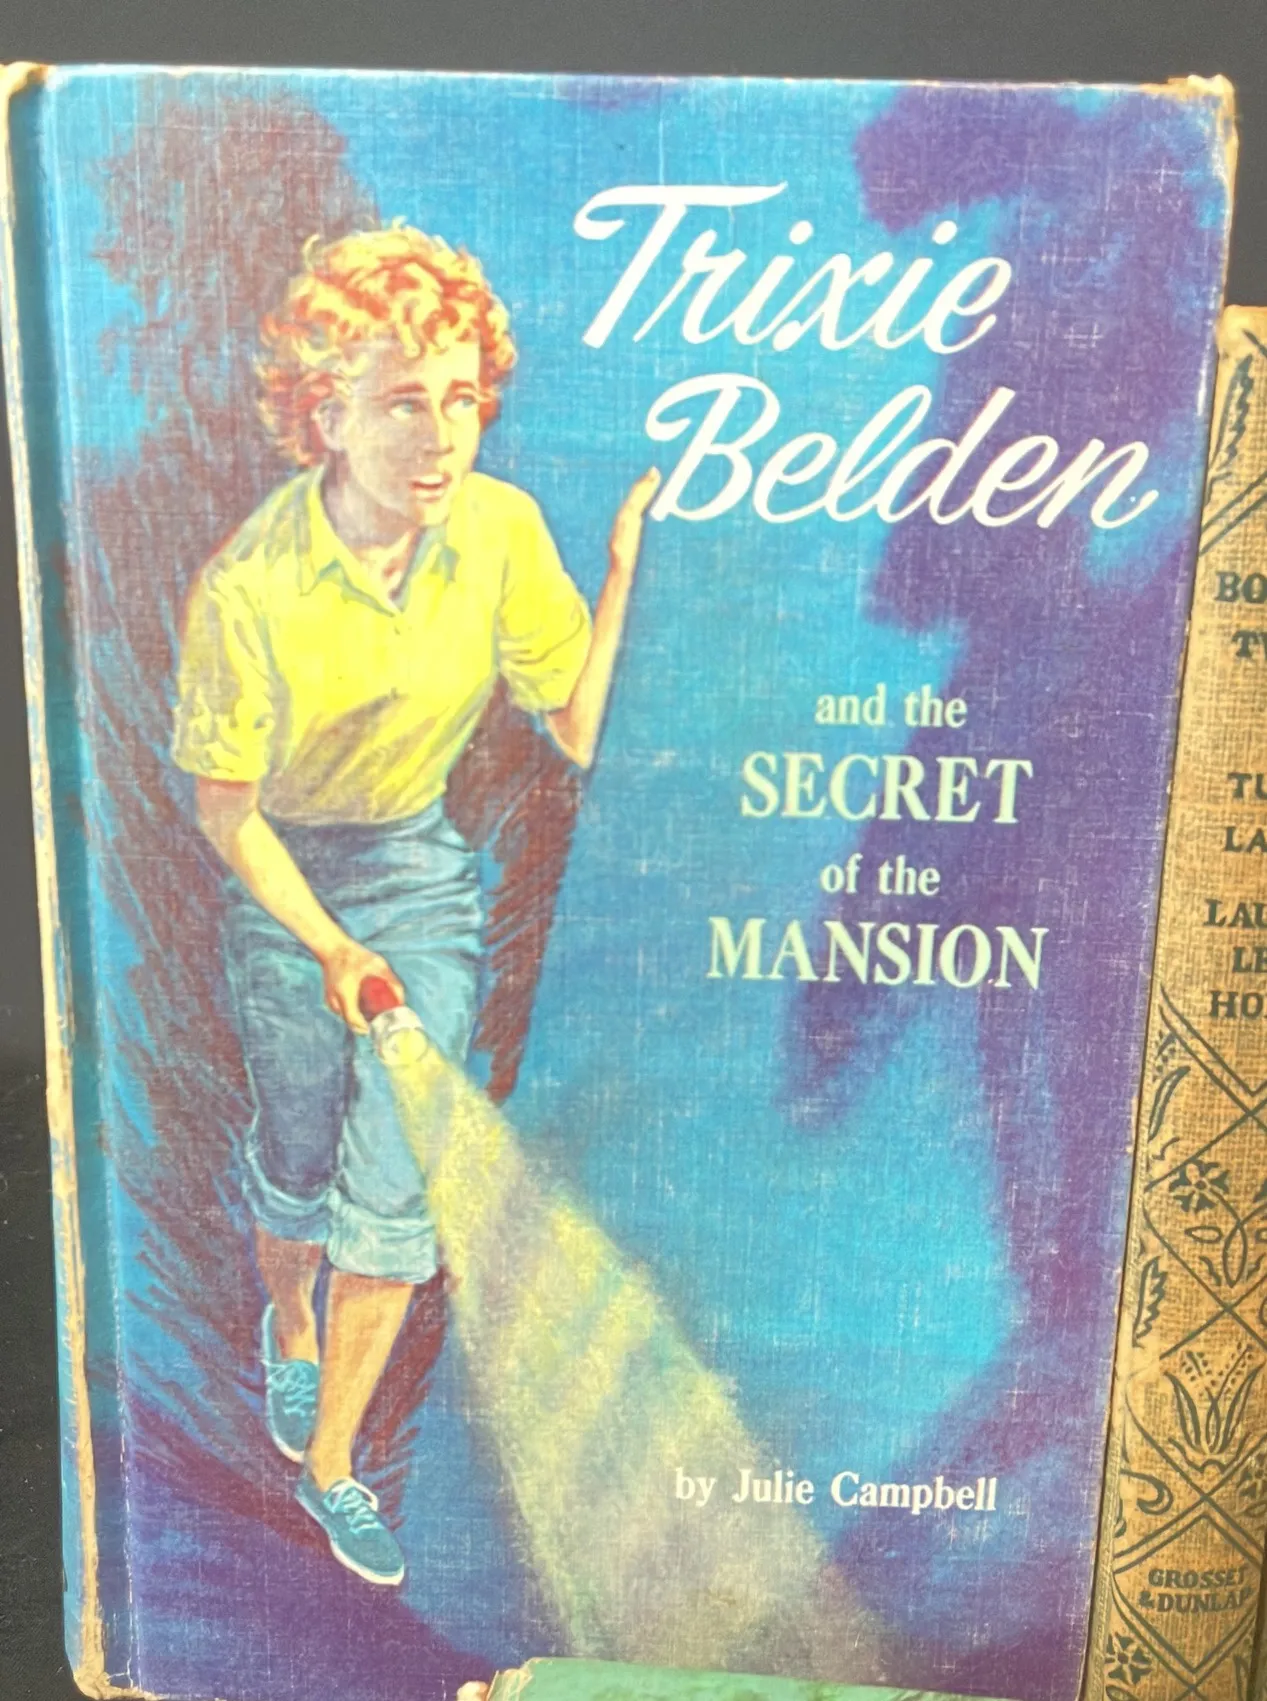 Trixie
Belden
and the
SECRET
of the
MANSION
by Julie Campbell
GROSSET
& DUNLAP